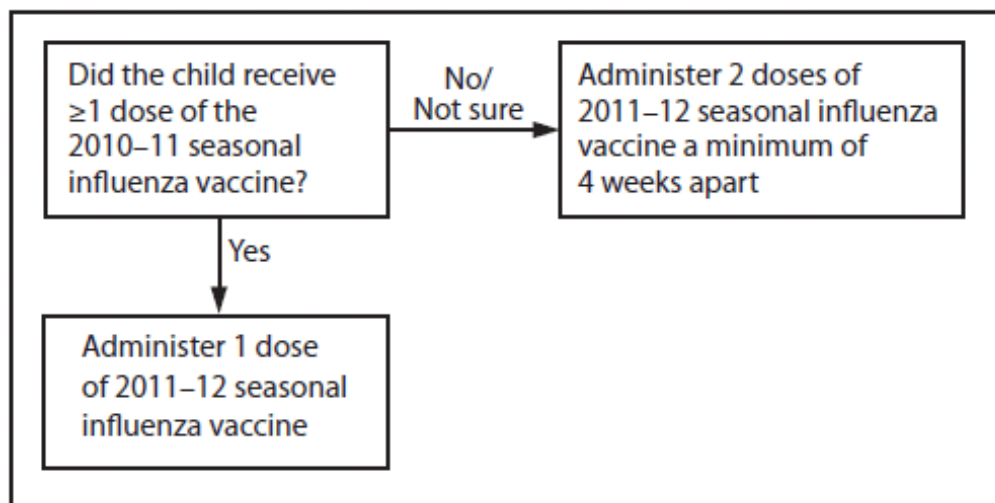 Did the child receive
≥1 dose of the
2010–11 seasonal
influenza vaccine?
No/
Not sure
Administer 2 doses of
2011–12 seasonal influenza
vaccine a minimum of
4 weeks apart
Yes
Administer 1 dose
of 2011–12 seasonal
influenza vaccine